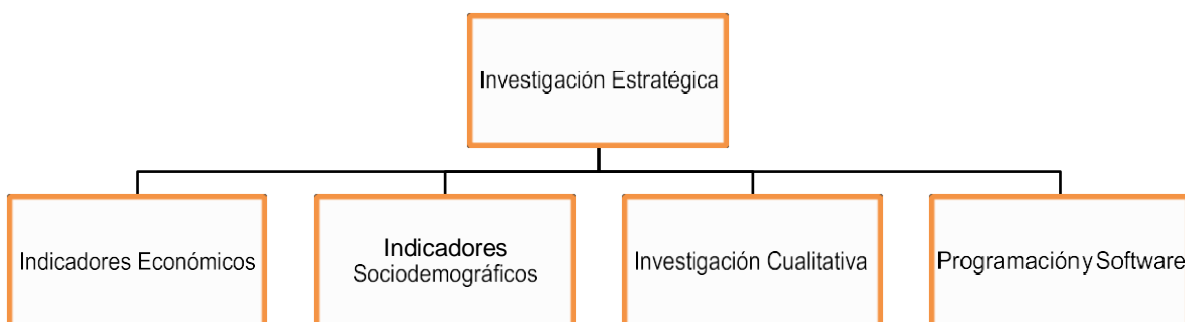 Investigación Estratégica
Indicadores Económicos
Indicadores
Sociodemográficos
Investigación Cualitativa
Programación y Software